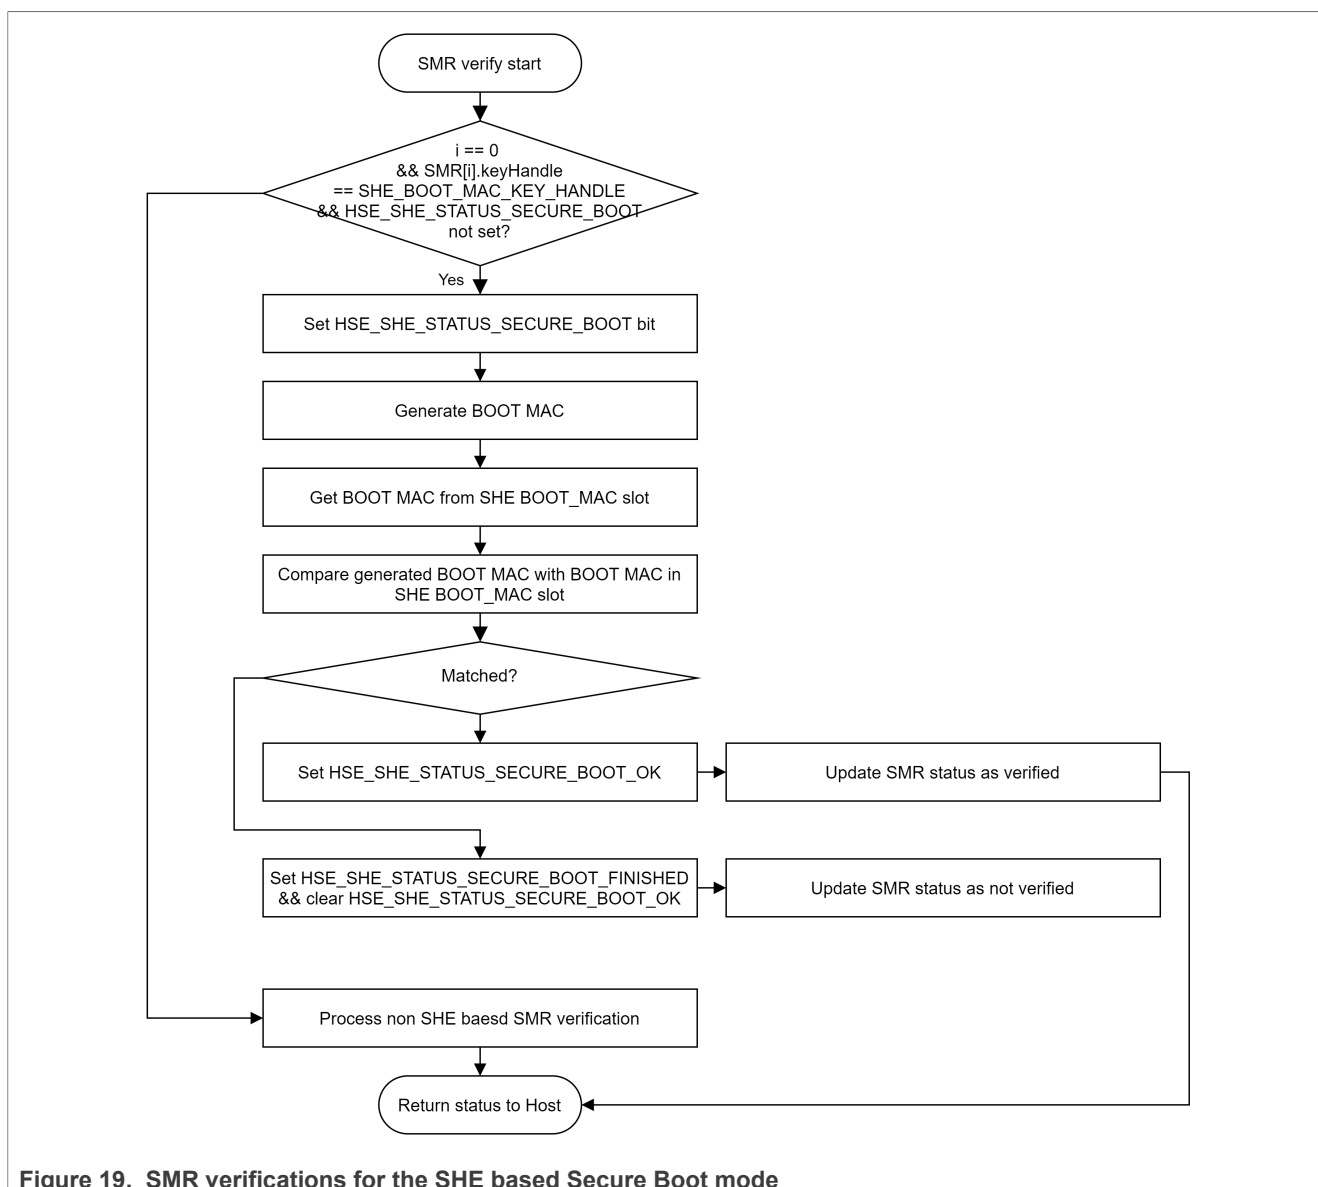 SMR verify start
i == 0
&& SMR[i].keyHandle
== SHE_BOOT_MAC_KEY_HANDLE
&& HSE_SHE_STATUS_SECURE_BOOT
not set?
Yes
Set HSE_SHE_STATUS_SECURE_BOOT bit
Generate BOOT MAC
Get BOOT MAC from SHE BOOT_MAC slot
Compare generated BOOT MAC with BOOT MAC in
SHE BOOT_MAC slot
Matched?
Set HSE_SHE_STATUS_SECURE_BOOT_OK
Update SMR status as verified
Set HSE_SHE_STATUS_SECURE_BOOT_FINISHED
&& clear HSE_SHE_STATUS_SECURE_BOOT_OK
Update SMR status as not verified
Process non SHE baesd SMR verification
Return status to Host
Figure 19. SMR verifications for the SHE based Secure Boot mode